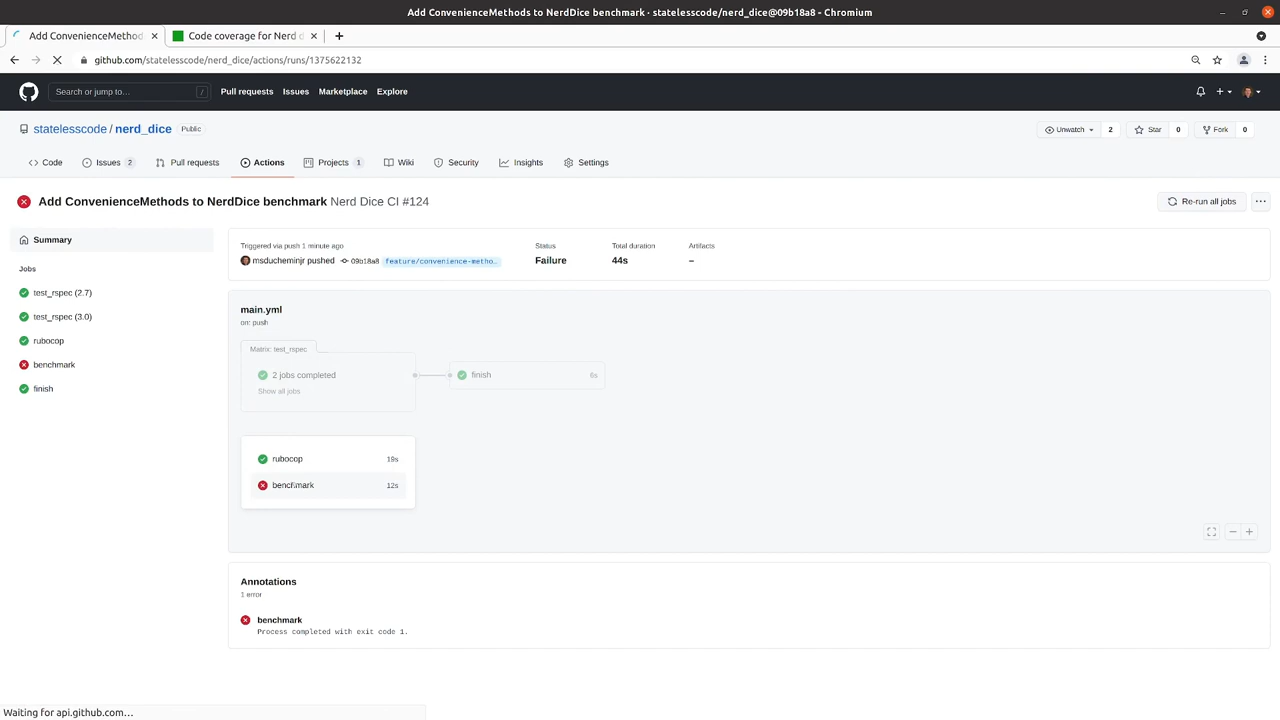 Add ConvenienceMethods to NerdDice benchmark · statelesscode/nerd_dice@09b18a8 - Chromium
Add ConvenienceMethod:
Code coverage for Nerd d
github.com/statelesscode/nerd_dice/actions/runs/1375622132
Search or jump to…
/
Pull requests
Issues
Marketplace
Explore
statelesscode / nerd_dice
Public
Unwatch
2
Star
0
Fork
0
Code
Issues 2
Pull requests
Actions
Projects 1
Wiki
Security
Insights
Settings
Add ConvenienceMethods to NerdDice benchmark Nerd Dice CI #124
Re-run all jobs
Summary
Jobs
test_rspec (2.7)
test_rspec (3.0)
rubocop
benchmark
finish
Triggered via push 1 minute ago
msducheminjr pushed 09b18a8 feature/convenience-metho…
Status
Failure
Total duration
44s
Artifacts
–
main.yml
on: push
Matrix: test_rspec
2 jobs completed
Show all jobs
finish
6s
rubocop
19s
benchmark
12s
Annotations
1 error
benchmark
Process completed with exit code 1.
Waiting for api.github.com…